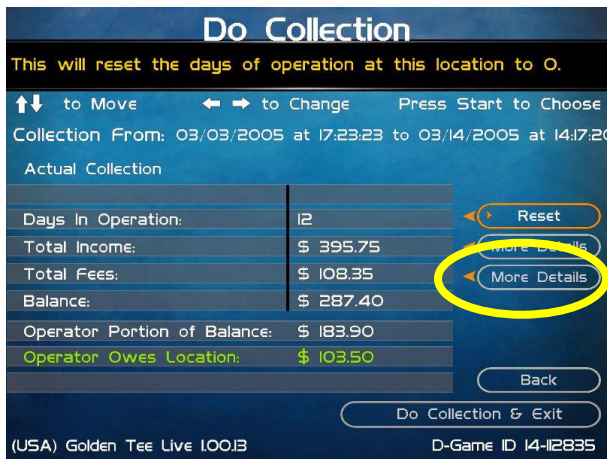 Do Collection
This will reset the days of operation at this location to 0.
to Move to Change Press Start to Choose
Collection From: 03/03/2005 at 17:23:23 to 03/14/2005 at 14:17:20
Actual Collection
Days In Operation: 12 Reset
Total Income: $ 395.75 More Details
Total Fees: $ 108.35 More Details
Balance: $ 287.40
Operator Portion of Balance: $ 183.90
Operator Owes Location: $ 103.50
Back
Do Collection & Exit
(USA) Golden Tee Live 1.00.13 D-Game ID 14-112835